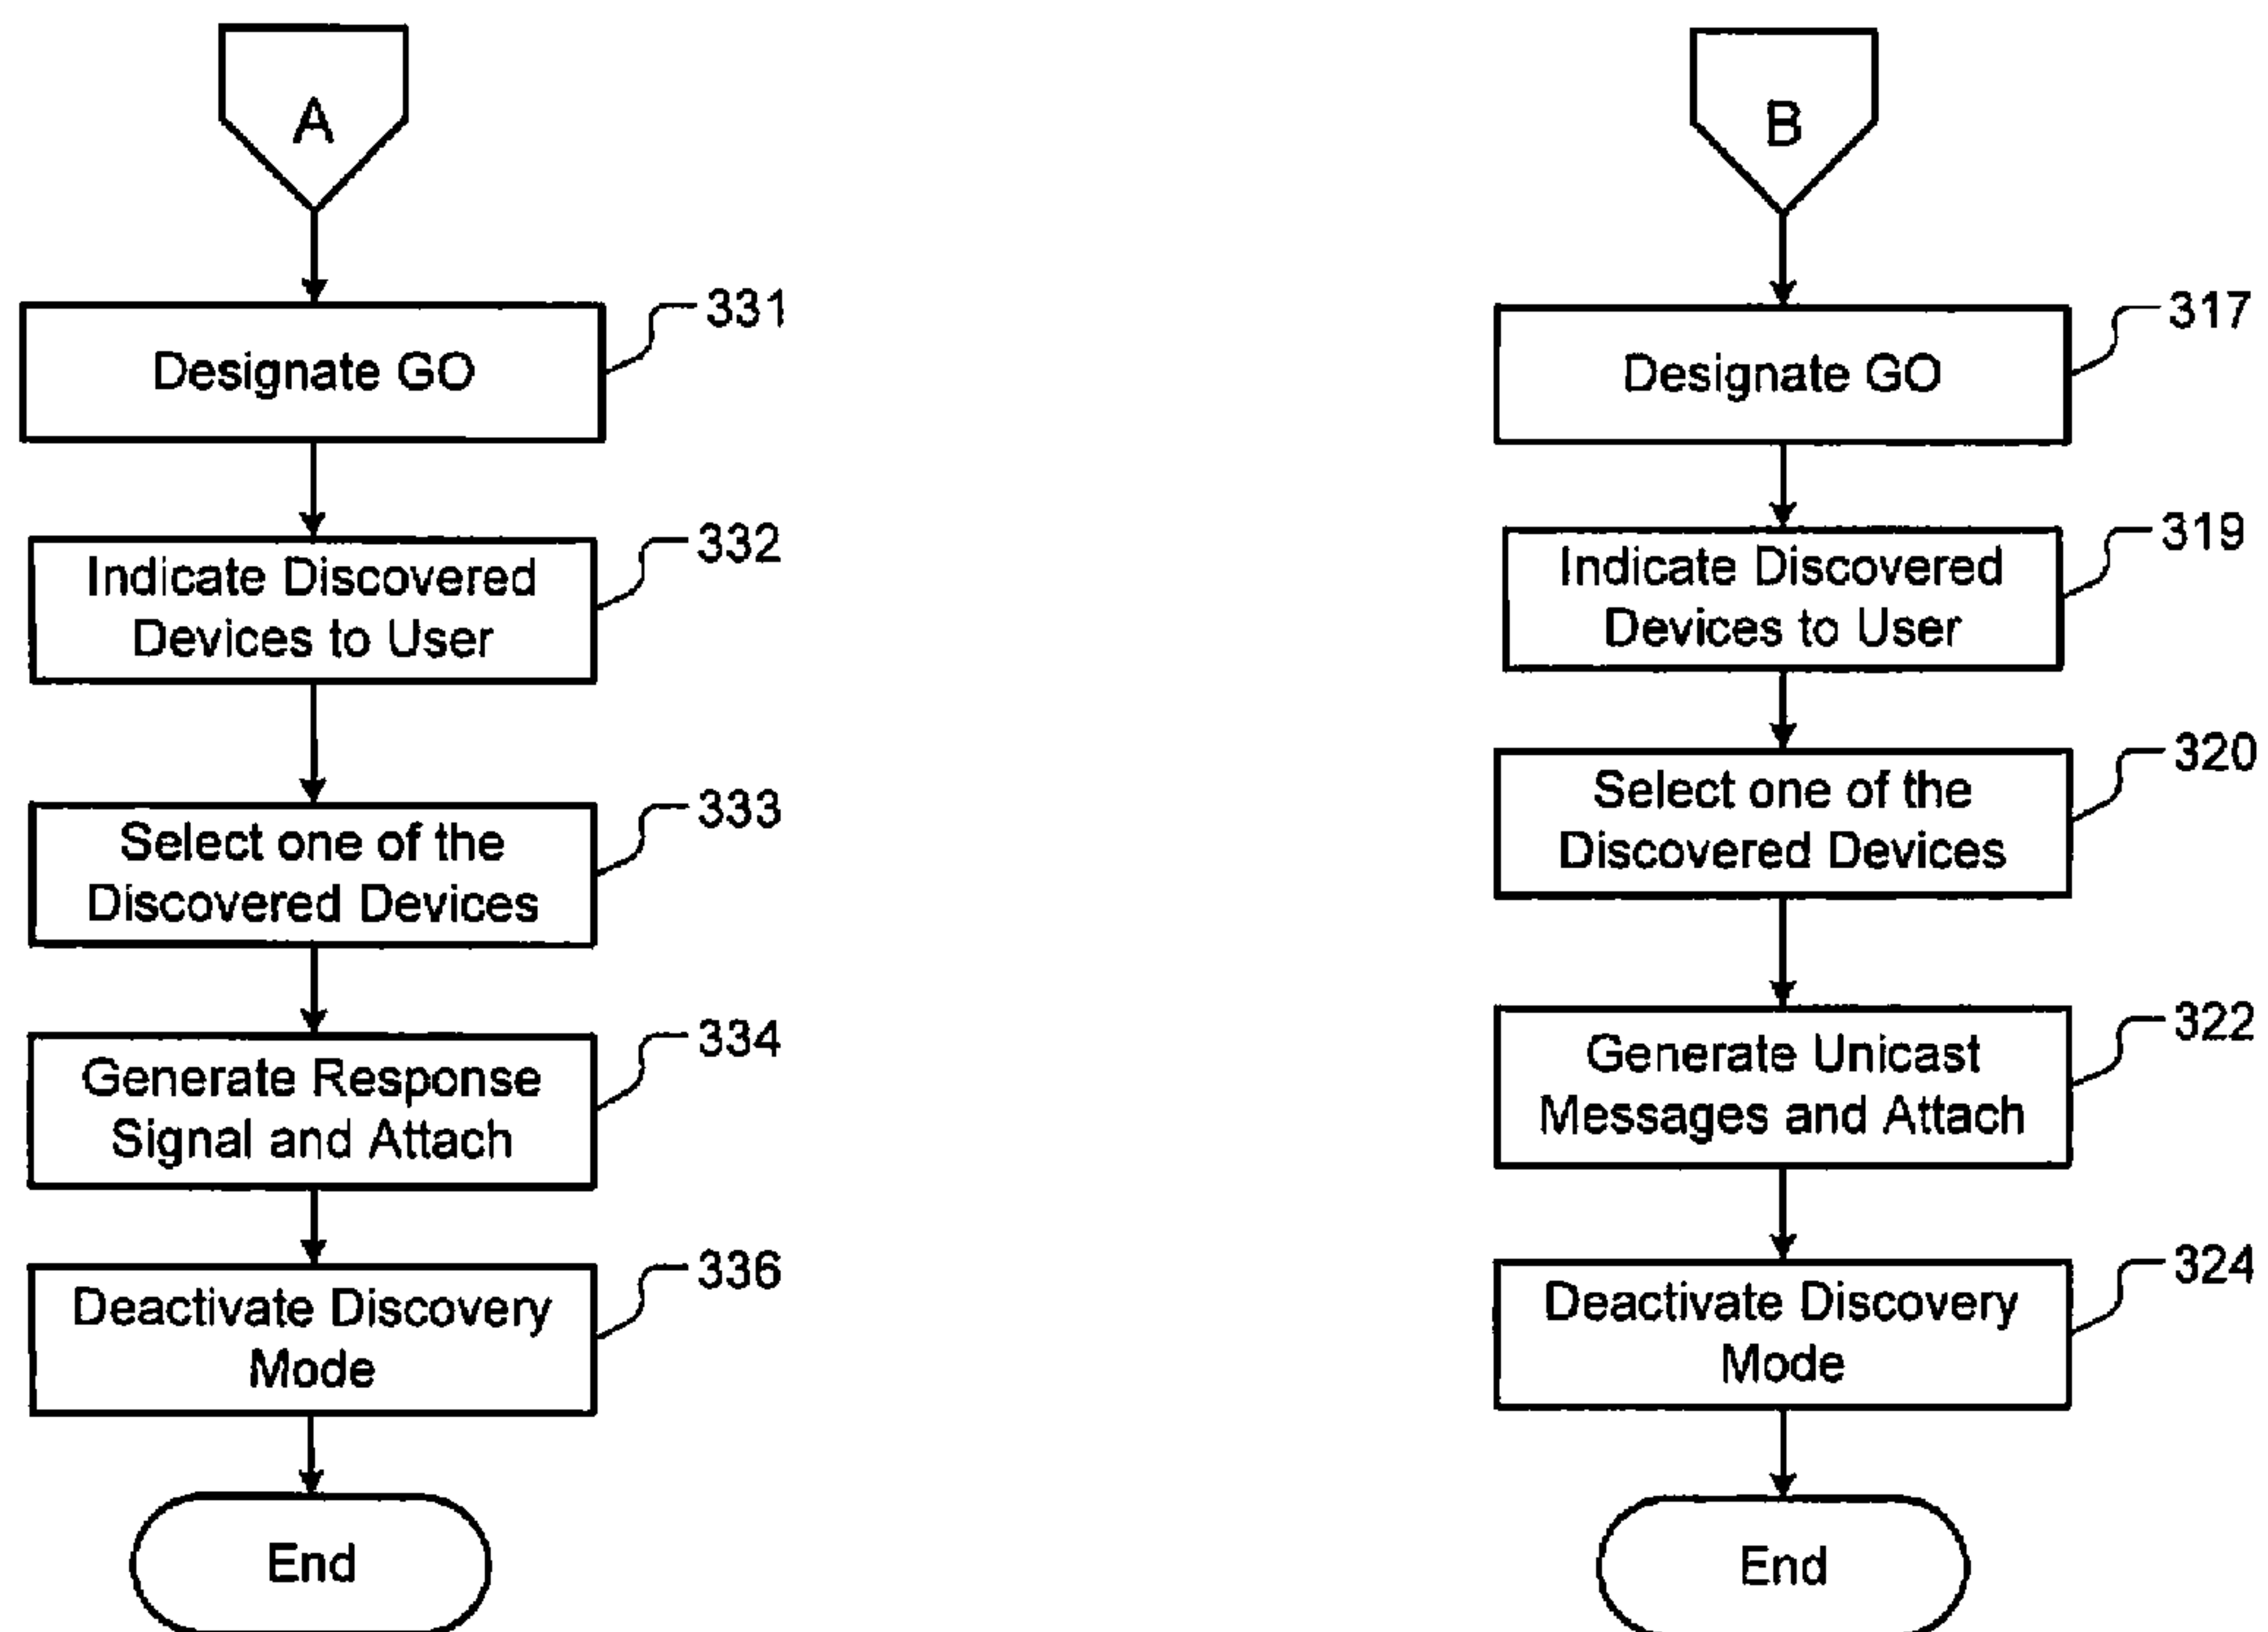 A
Designate GO
331
Indicate Discovered
Devices to User
332
Select one of the
Discovered Devices
333
Generate Response
Signal and Attach
334
Deactivate Discovery
Mode
336
End
B
Designate GO
317
Indicate Discovered
Devices to User
319
Select one of the
Discovered Devices
320
Generate Unicast
Messages and Attach
322
Deactivate Discovery
Mode
324
End